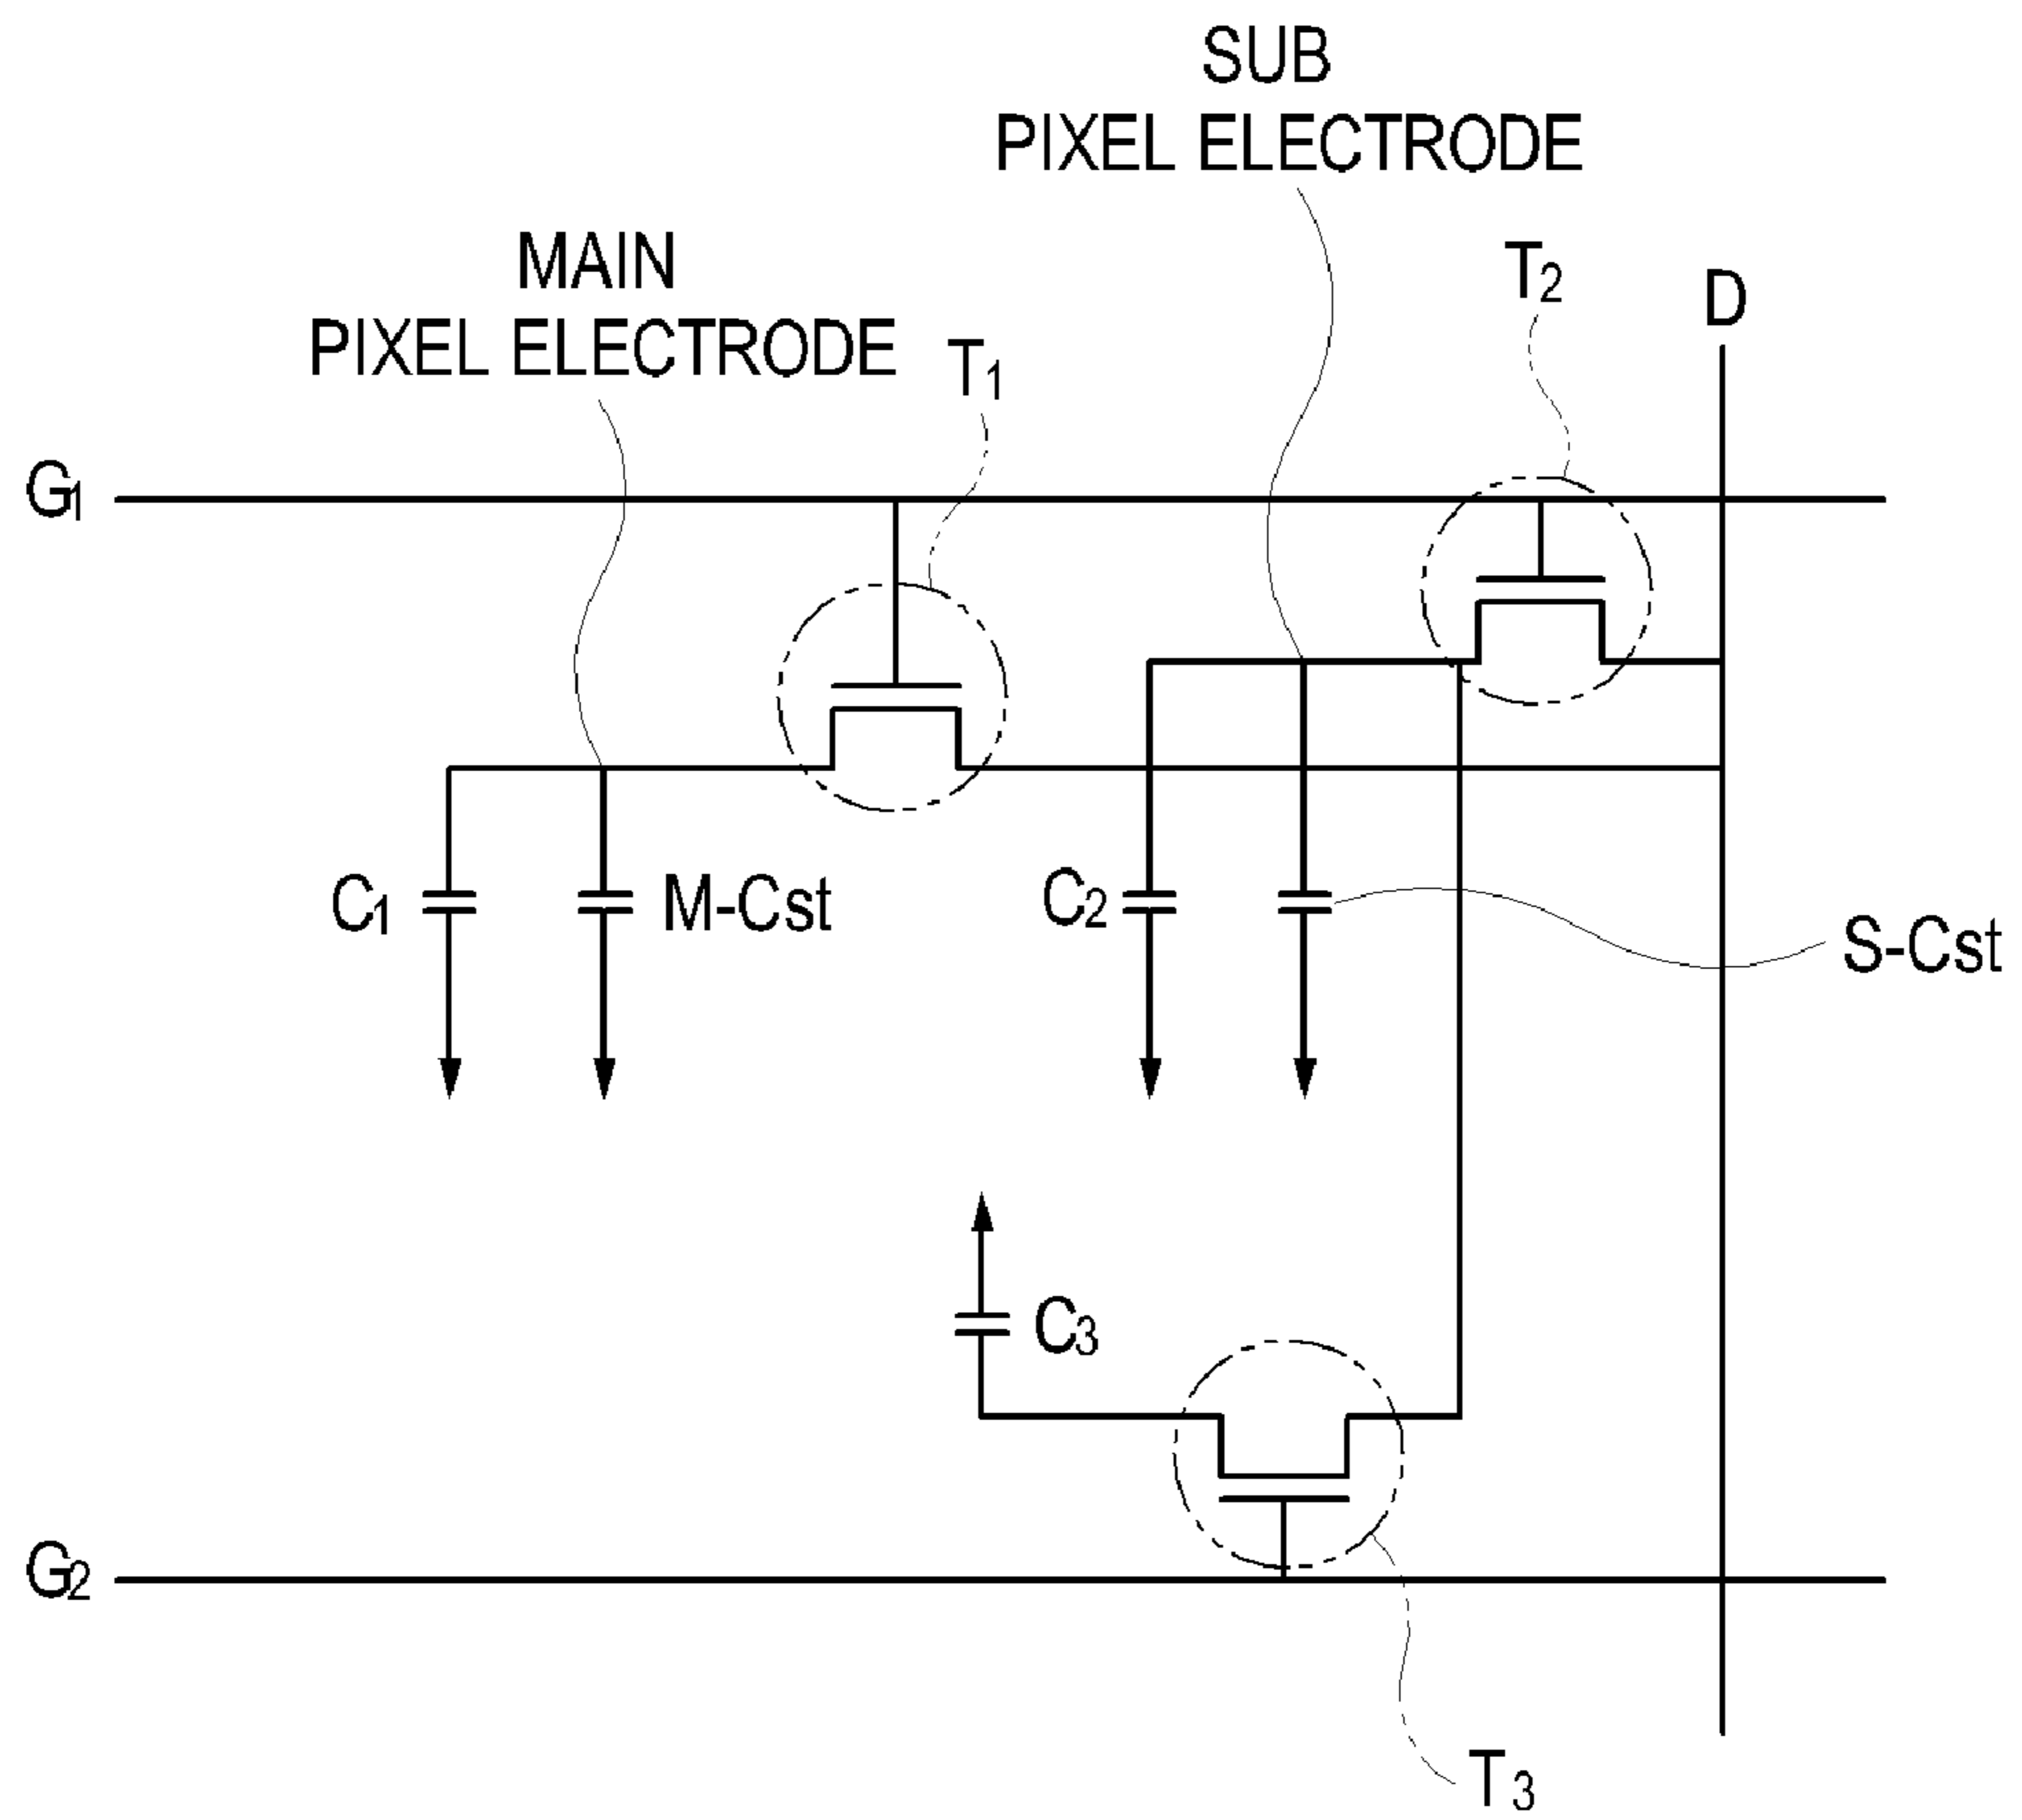 SUB
PIXEL ELECTRODE
MAIN
PIXEL ELECTRODE
T1
T2
D
G1
C1
M-Cst
C2
S-Cst
C3
G2
T3